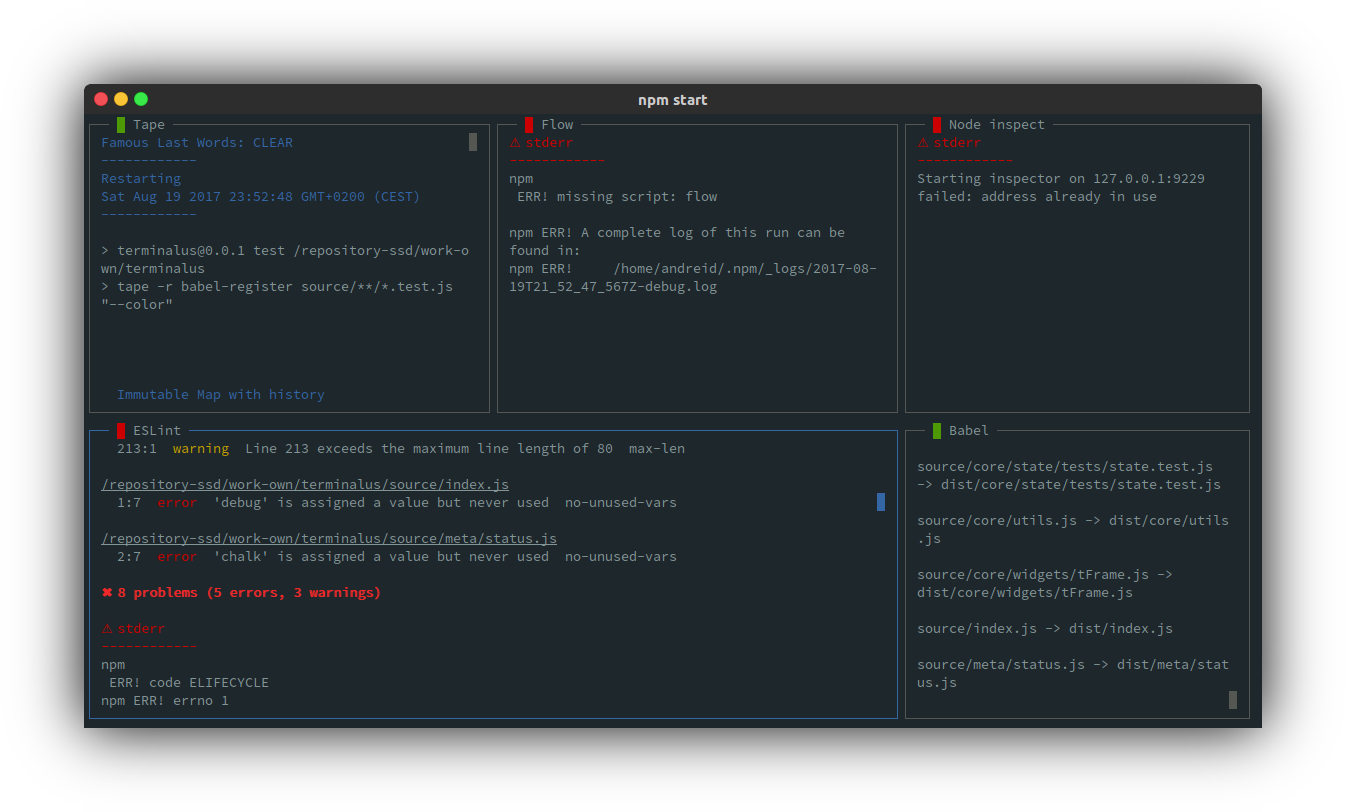 npm start
Tape
Famous Last Words: CLEAR
------------
Restarting
Sat Aug 19 2017 23:52:48 GMT+0200 (CEST)
------------
> terminalus@0.0.1 test /repository-ssd/work-o
wn/terminalus
> tape -r babel-register source/**/*.test.js
"--color"
Immutable Map with history
Flow
⚠ stderr
------------
npm
ERR! missing script: flow
npm ERR! A complete log of this run can be
found in:
npm ERR!     /home/andreid/.npm/_logs/2017-08-
19T21_52_47_567Z-debug.log
Node inspect
⚠ stderr
------------
Starting inspector on 127.0.0.1:9229
failed: address already in use
ESLint
213:1  warning  Line 213 exceeds the maximum line length of 80  max-len
/repository-ssd/work-own/terminalus/source/index.js
1:7  error  'debug' is assigned a value but never used  no-unused-vars
/repository-ssd/work-own/terminalus/source/meta/status.js
2:7  error  'chalk' is assigned a value but never used  no-unused-vars
✖ 8 problems (5 errors, 3 warnings)
⚠ stderr
------------
npm
ERR! code ELIFECYCLE
npm ERR! errno 1
Babel
source/core/state/tests/state.test.js
-> dist/core/state/tests/state.test.js
source/core/utils.js -> dist/core/utils
.js
source/core/widgets/tFrame.js ->
dist/core/widgets/tFrame.js
source/index.js -> dist/index.js
source/meta/status.js -> dist/meta/stat
us.js